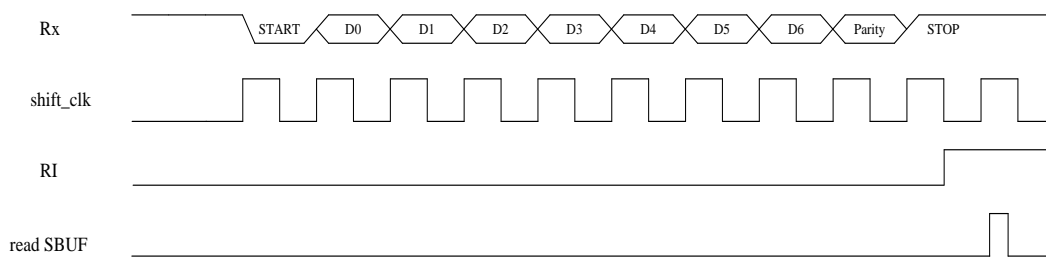 Rx START D0 D1 D2 D3 D4 D5 D6 Parity STOP
shift_clk
RI
read SBUF